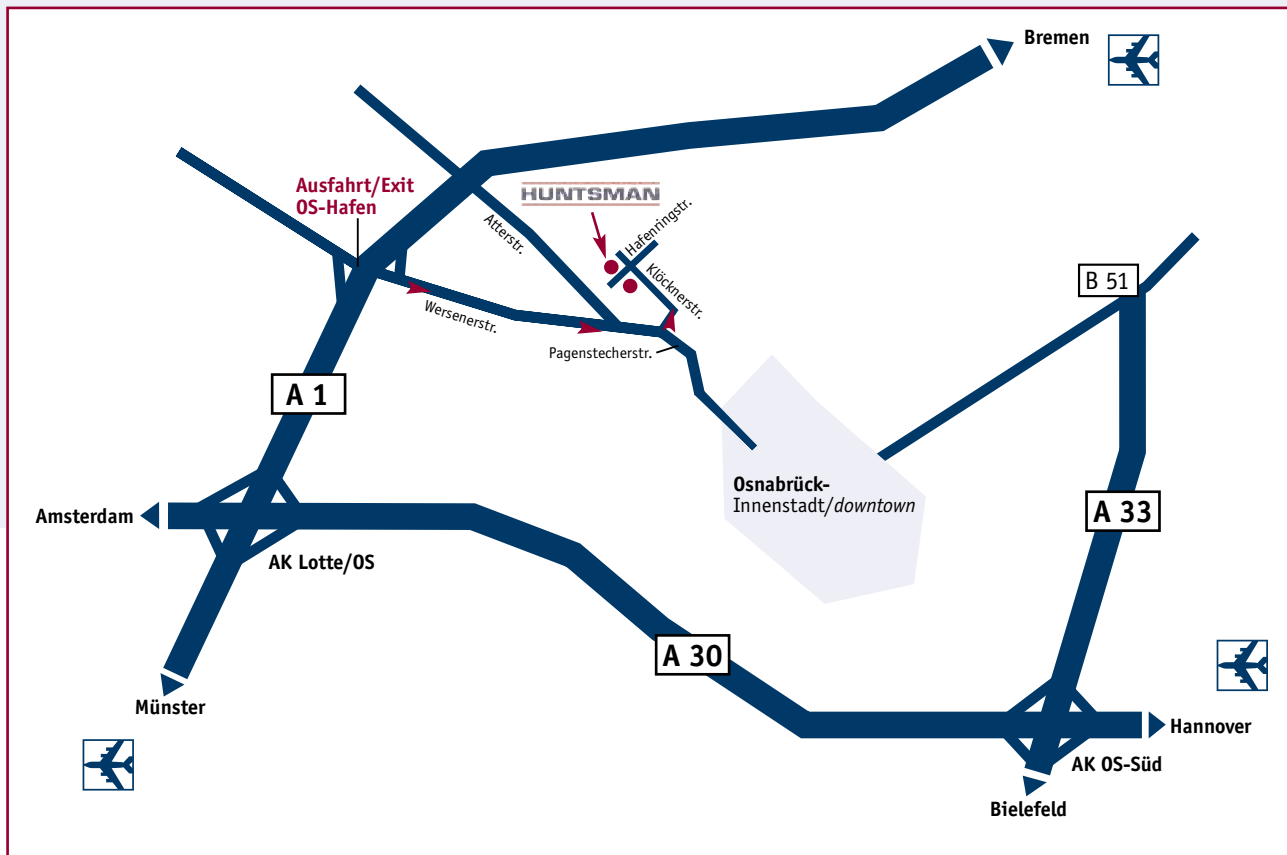 Bremen
Ausfahrt/Exit
OS-Hafen
HUNTSMAN
Hafenringstr.
Atterstr.
Klöcknerstr.
B 51
Wersenerstr.
Pagenstecherstr.
A 1
Osnabrück-
Innenstadt/downtown
Amsterdam
A 33
AK Lotte/OS
A 30
Münster
Hannover
AK OS-Süd
Bielefeld